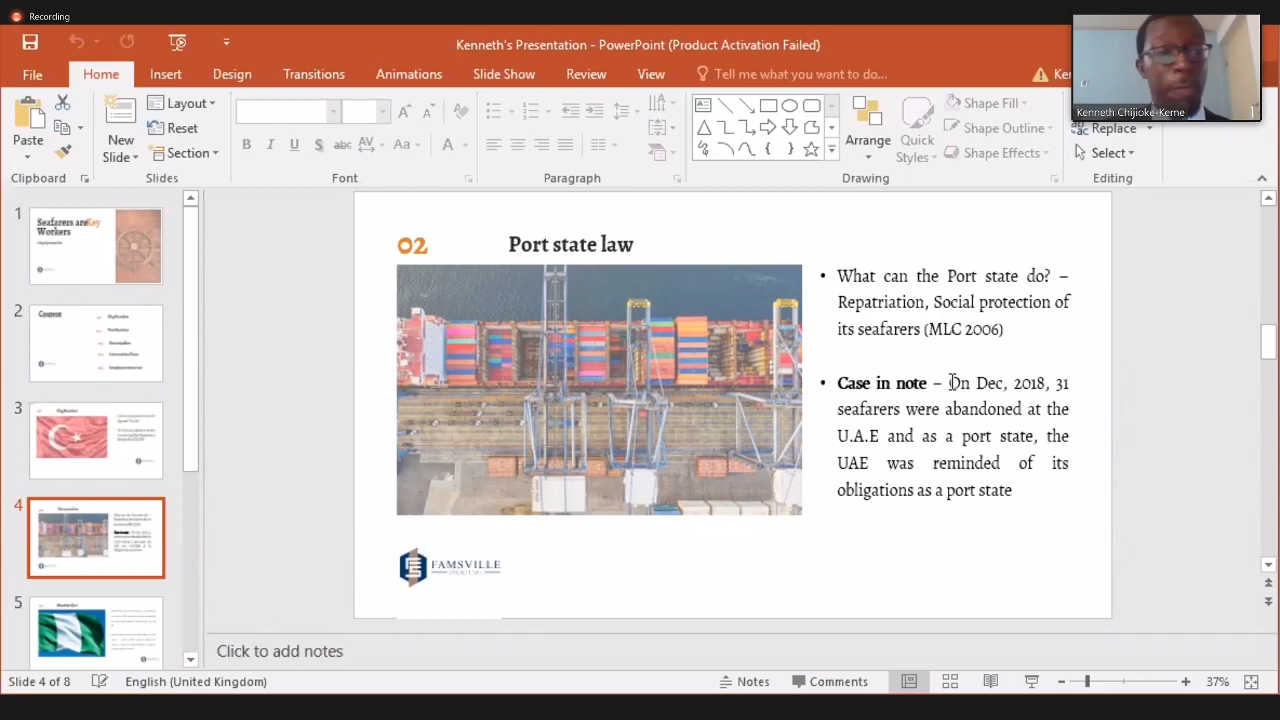 Recording
Kenneth's Presentation - PowerPoint (Product Activation Failed)
File Home Insert Design Transitions Animations Slide Show Review View Tell me what you want to do...
Kenneth Chijioke-Keme
Paste
New
Slide
Layout
Reset
Section
Arrange
Quick
Styles
Shape Fill
Shape Outline
Shape Effects
Replace
Select
Clipboard Slides Font Paragraph Drawing Editing
1
Seafarers are Key
Workers
2
Content
3
4
5
02 Port state law
• What can the Port state do? –
Repatriation, Social protection of
its seafarers (MLC 2006)
• Case in note – On Dec, 2018, 31
seafarers were abandoned at the
U.A.E and as a port state, the
UAE was reminded of its
obligations as a port state
FAMSVILLE
Click to add notes
Slide 4 of 8 English (United Kingdom) Notes Comments 37%